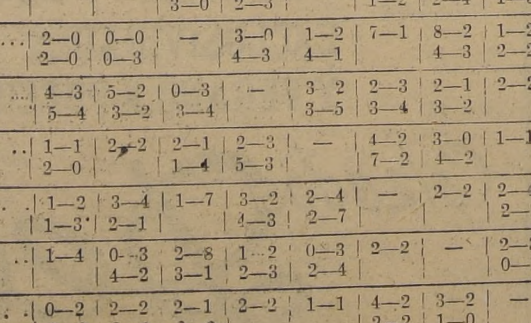 3—0 2—3
... 2—0 0—0 — 3—0 1—2 7—1 8—2
2—0 0—3 4—3 4—1 4—3
.... 4—3 5—2 0—3 — 3 2 2—3 2—1
5—4 3—2 3—4 3—5 3—4 3—2
.. 1—1 2—2 2—1 2—3 — 4—2 3—0
2—0 1—4 5—3 7—2 4—2
. . 1—2 3—4 1—7 3—2 2—4 — 2—2
1—3 2—1 4—3 2—7
.. 1—4 0—3 2—8 1—2 0—3 2—2 —
4—2 3—1 2—3 2—4
. . 0—2 2—2 2—1 2—2 1—1 4—2 3—2 —
1—0